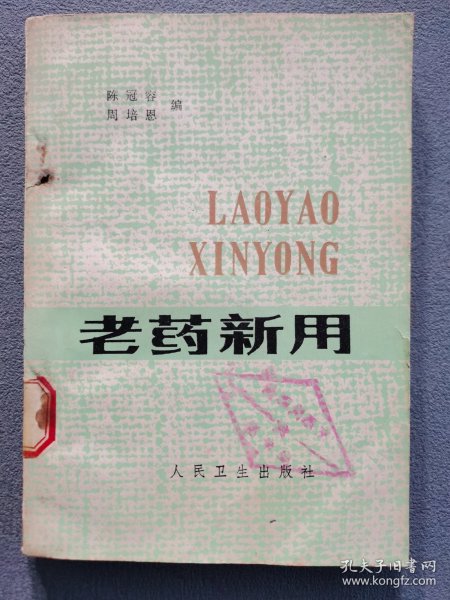 陈冠容
周培恩
编
LAOYAO
XINYONG
老药新用
人民卫生出版社
孔夫子旧书网
www.kongfz.com